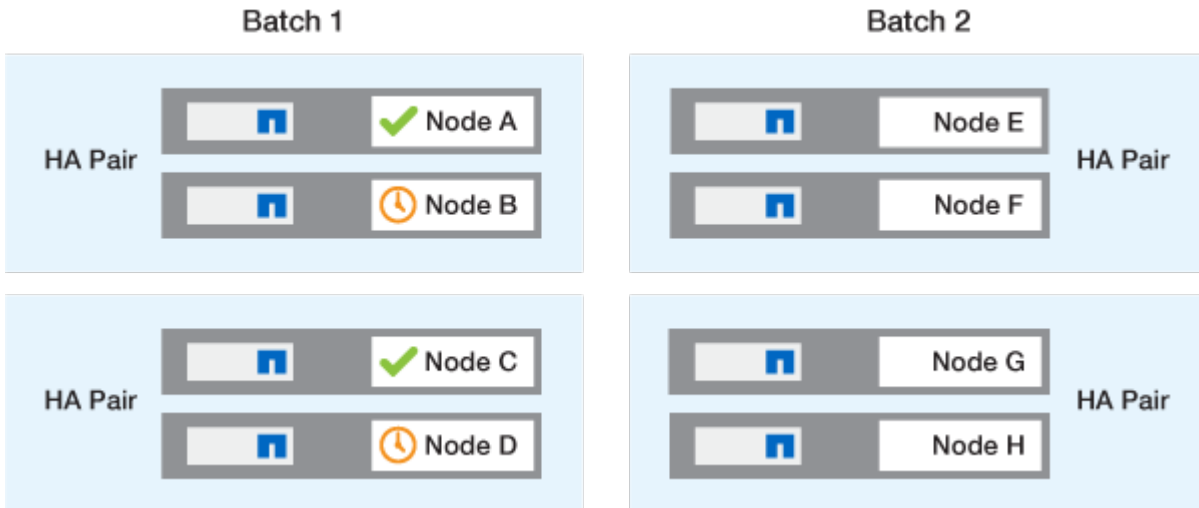 Batch 1
Batch 2
HA Pair
Node A
Node B
Node E
Node F
HA Pair
HA Pair
Node C
Node D
Node G
Node H
HA Pair